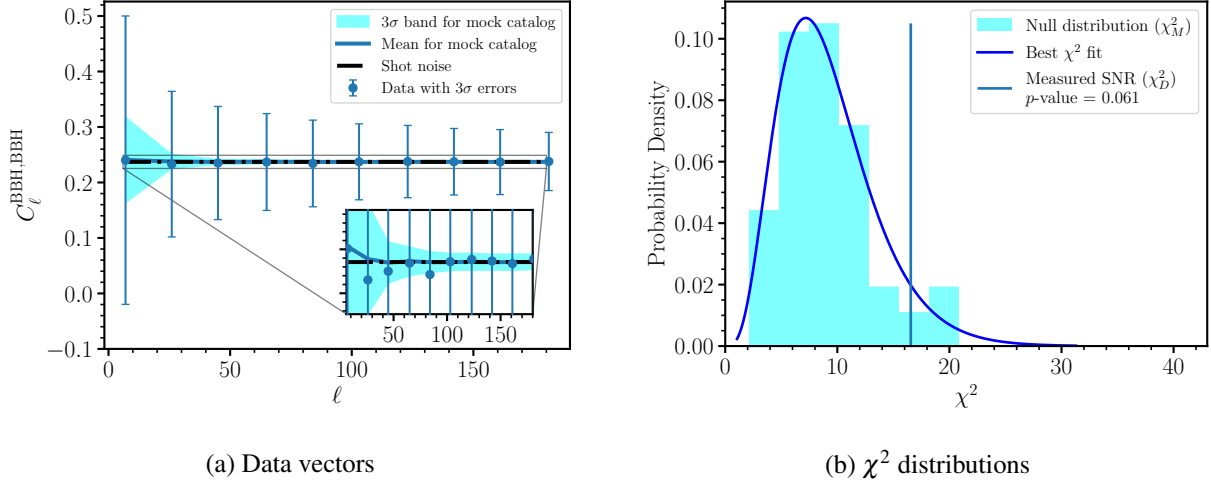 0.5
0.4
0.3
0.2
0.1
0.0
−0.1
C_ℓ^{BBH,BBH}
3σ band for mock catalog
Mean for mock catalog
Shot noise
Data with 3σ errors
50 100 150
0 50 100 150
ℓ
(a) Data vectors
0.10
0.08
0.06
0.04
0.02
0.00
Probability Density
Null distribution (χ²_M)
Best χ² fit
Measured SNR (χ²_D)
p-value = 0.061
0 10 20 30 40
χ²
(b) χ² distributions